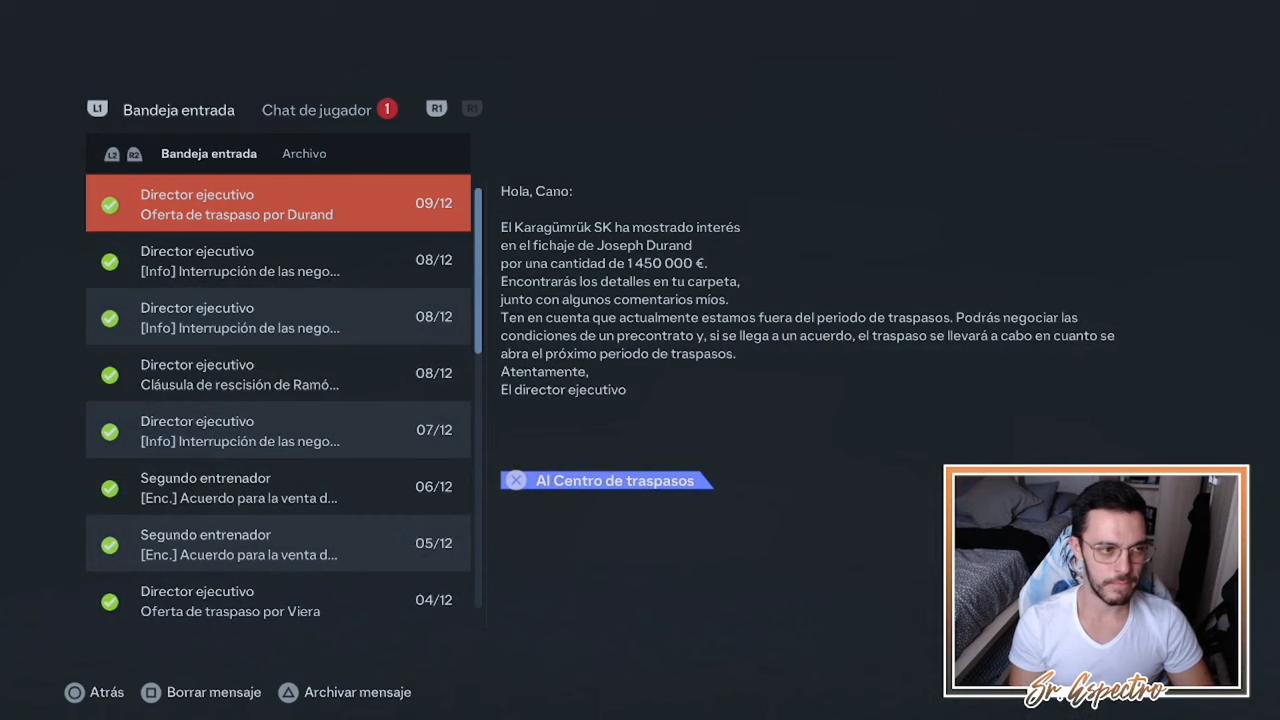 L1 Bandeja entrada Chat de jugador 1 R1 R1
L2 R2 Bandeja entrada Archivo
Director ejecutivo
Oferta de traspaso por Durand
09/12
Director ejecutivo
[Info] Interrupción de las nego...
08/12
Director ejecutivo
[Info] Interrupción de las nego...
08/12
Director ejecutivo
Cláusula de rescisión de Ramó...
08/12
Director ejecutivo
[Info] Interrupción de las nego...
07/12
Segundo entrenador
[Enc.] Acuerdo para la venta d...
06/12
Segundo entrenador
[Enc.] Acuerdo para la venta d...
05/12
Director ejecutivo
Oferta de traspaso por Viera
04/12
Hola, Cano:
El Karagümrük SK ha mostrado interés
en el fichaje de Joseph Durand
por una cantidad de 1 450 000 €.
Encontrarás los detalles en tu carpeta,
junto con algunos comentarios míos.
Ten en cuenta que actualmente estamos fuera del periodo de traspasos. Podrás negociar las
condiciones de un precontrato y, si se llega a un acuerdo, el traspaso se llevará a cabo en cuanto se
abra el próximo periodo de traspasos.
Atentamente,
El director ejecutivo
Al Centro de traspasos
Atrás Borrar mensaje Archivar mensaje
Sr. Aspectro